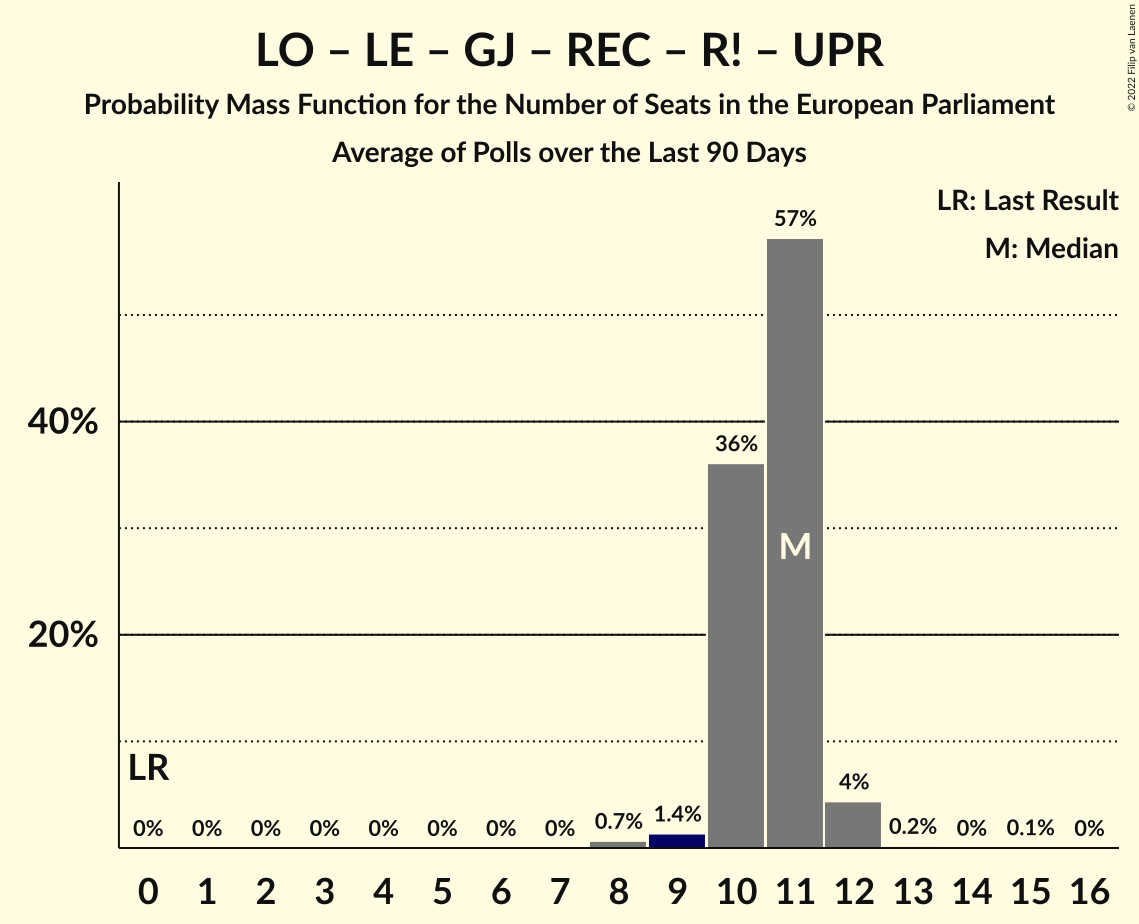 LO – LE – GJ – REC – R! – UPR
Probability Mass Function for the Number of Seats in the European Parliament
Average of Polls over the Last 90 Days
© 2022 Filip van Laenen
LR: Last Result
M: Median
57%
40%
36%
M
20%
LR
0% 0% 0% 0% 0% 0% 0% 0% 0.7% 1.4% 4% 0.2% 0% 0.1% 0%
0 1 2 3 4 5 6 7 8 9 10 11 12 13 14 15 16